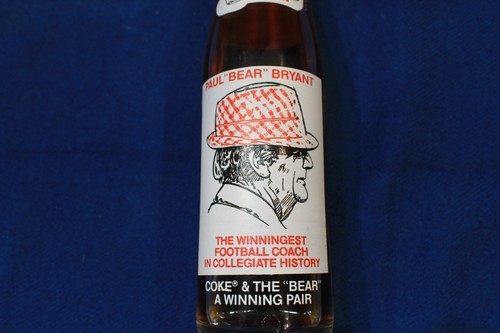 PAUL "BEAR" BRYANT
THE WINNINGEST
FOOTBALL COACH
IN COLLEGIATE HISTORY
COKE® & THE "BEAR"
A WINNING PAIR